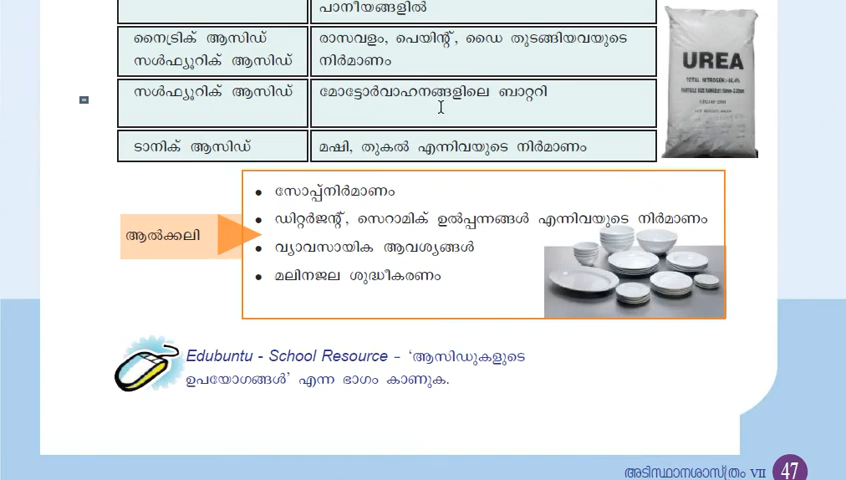 പാനീയങ്ങളിൽ
നൈട്രിക് ആസിഡ്
സൾഫ്യൂറിക് ആസിഡ്
രാസവളം, പെയിന്റ്, ഡൈ തുടങ്ങിയവയുടെ
നിർമാണം
സൾഫ്യൂറിക് ആസിഡ്
മോട്ടോർവാഹനങ്ങളിലെ ബാറ്ററി
ടാനിക് ആസിഡ്
മഷി, തുകൽ എന്നിവയുടെ നിർമാണം
UREA
TOTAL NITROGEN
ആൽക്കലി
• സോപ്പ്നിർമാണം
• ഡിറ്റർജന്റ്, സെറാമിക് ഉൽപ്പന്നങ്ങൾ എന്നിവയുടെ നിർമാണം
• വ്യാവസായിക ആവശ്യങ്ങൾ
• മലിനജല ശുദ്ധീകരണം
Edubuntu - School Resource - 'ആസിഡുകളുടെ
ഉപയോഗങ്ങൾ' എന്ന ഭാഗം കാണുക.
അടിസ്ഥാനശാസ്ത്രം VII 47